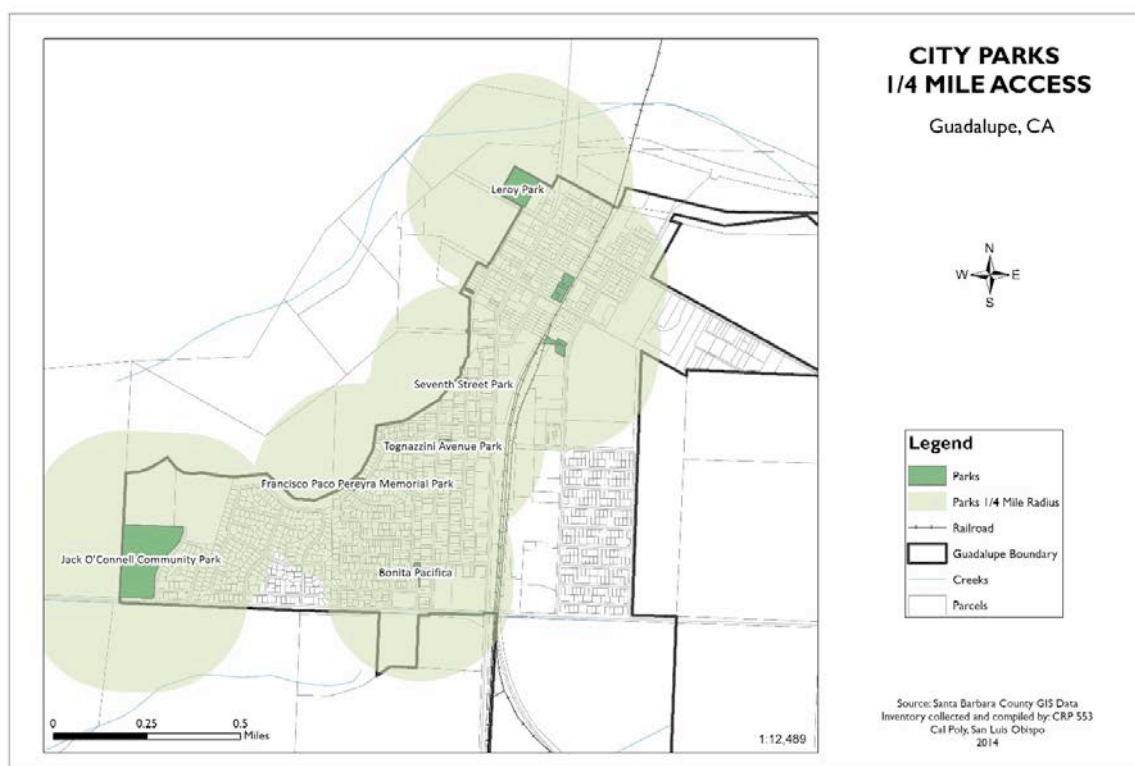 CITY PARKS
1/4 MILE ACCESS
Guadalupe, CA
Leroy Park
Seventh Street Park
Tognazzini Avenue Park
Francisco Paco Pereyra Memorial Park
Jack O'Connell Community Park
Bonita Pacifica
N
W E
S
Legend
Parks
Parks 1/4 Mile Radius
Railroad
Guadalupe Boundary
Creeks
Parcels
0 0.25 0.5
Miles
1:12,489
Source: Santa Barbara County GIS Data
Inventory collected and compiled by: CRP 553
Cal Poly, San Luis Obispo
2014